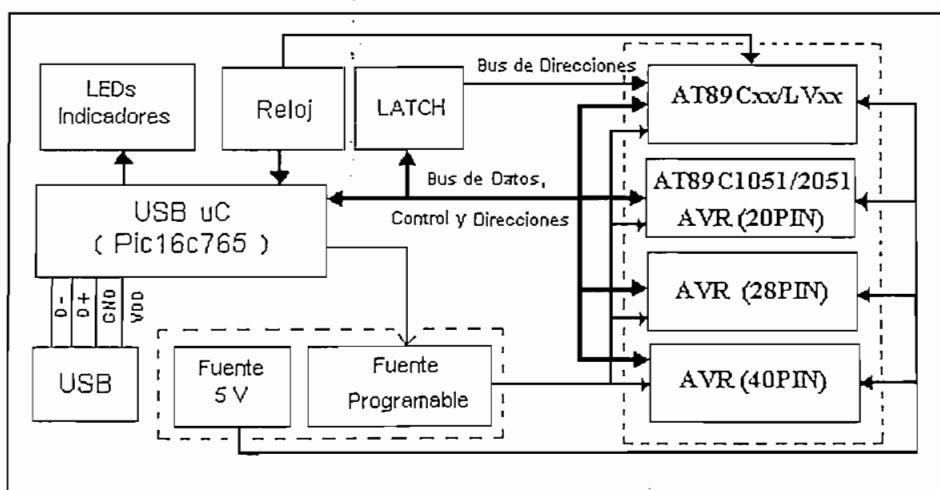 LEDs
Indicadores
Reloj
LATCH
Bus de Direcciones
AT89Cxx/LVxx
USB uC
( Pic16c765 )
Bus de Datos,
Control y Direcciones
AT89C1051/2051
AVR (20PIN)
AVR (28PIN)
AVR (40PIN)
D-
D+
GND
VDD
USB
Fuente
5 V
Fuente
Programable